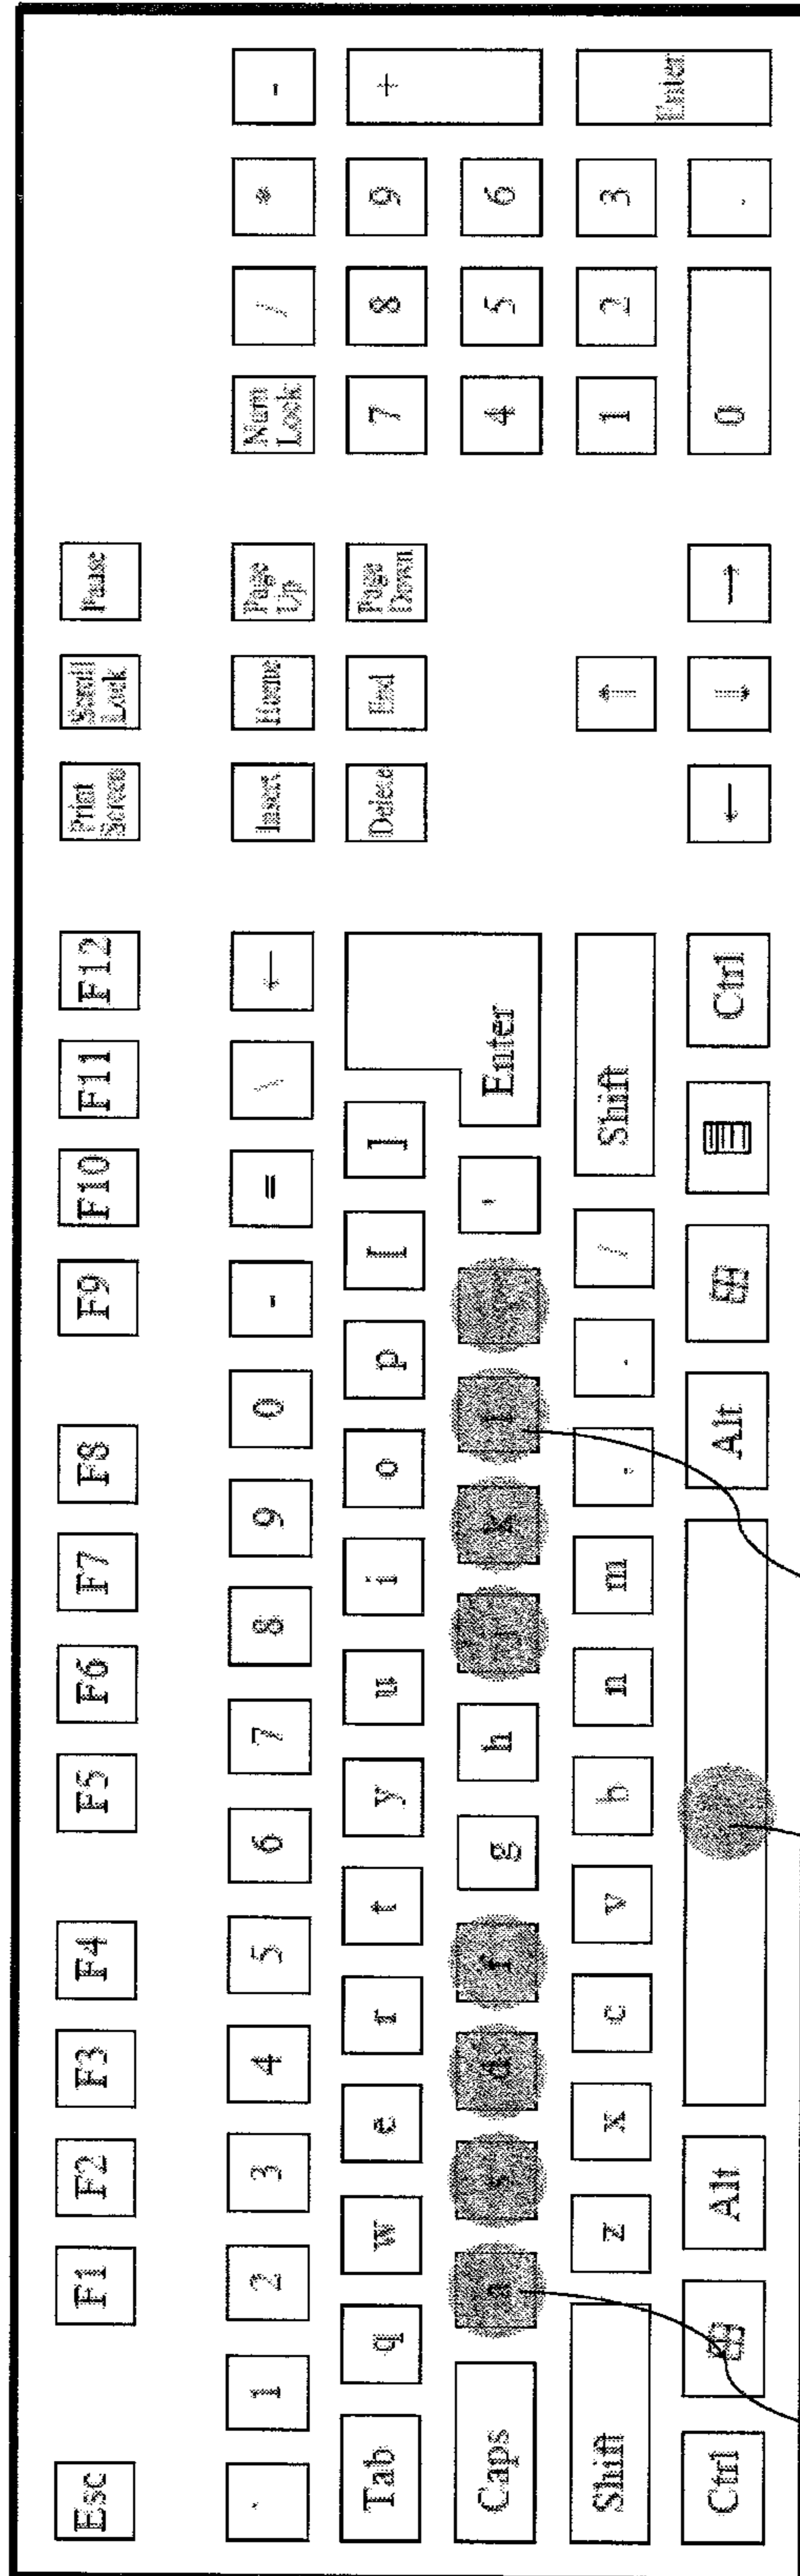 Esc F1 F2 F3 F4 F5 F6 F7 F8 F9 F10 F11 F12 Print Screen Scroll Lock Pause
` 1 2 3 4 5 6 7 8 9 0 - = \ ← Insert Home Page Up Num Lock / * -
Tab q w e r t y u i o p [ ] Delete End Page Down 7 8 9 +
Caps a s d f g h j k l ; ' Enter 4 5 6
Shift z x c v b n m , . / Shift ↑ 1 2 3 Enter
Ctrl Alt Alt Ctrl ← ↓ → 0 .